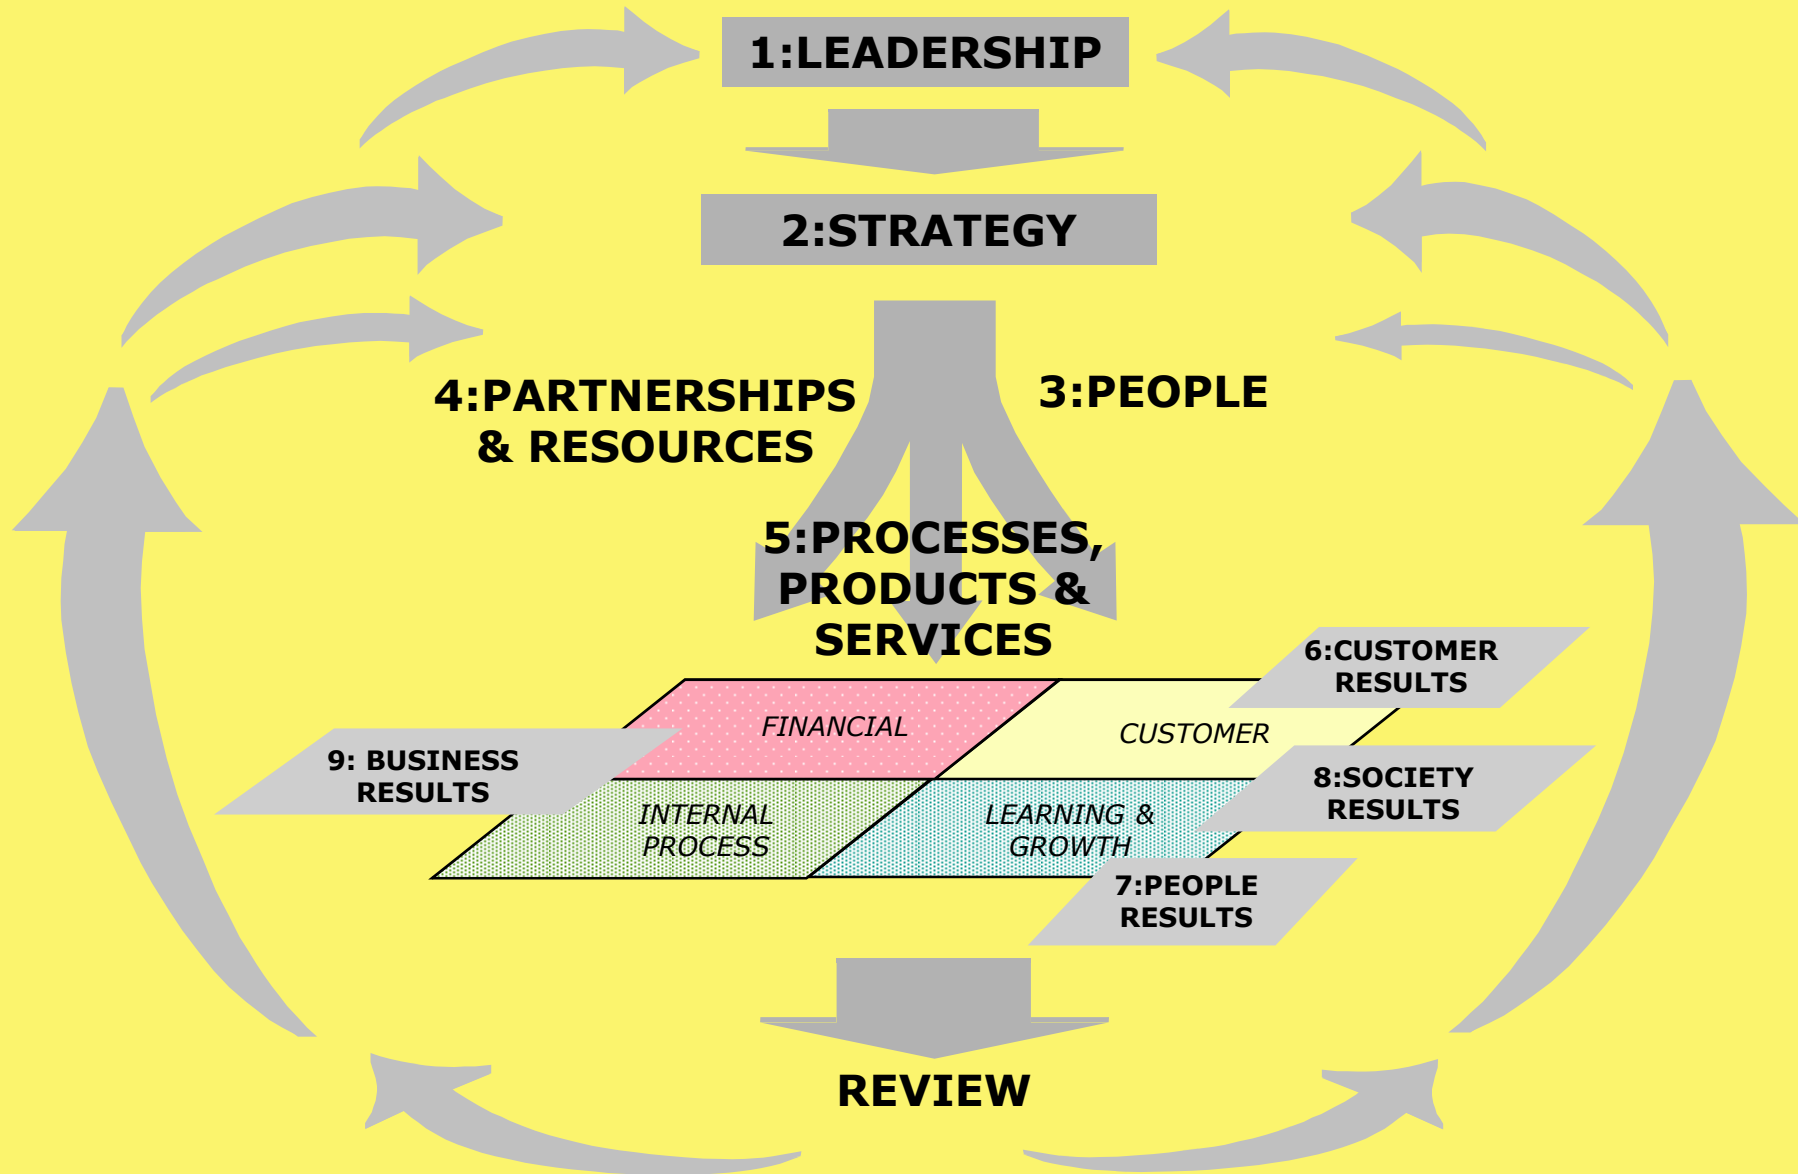 1:LEADERSHIP
2:STRATEGY
4:PARTNERSHIPS
& RESOURCES
3:PEOPLE
5:PROCESSES,
PRODUCTS &
SERVICES
6:CUSTOMER
RESULTS
FINANCIAL
CUSTOMER
9: BUSINESS
RESULTS
8:SOCIETY
RESULTS
INTERNAL
PROCESS
LEARNING &
GROWTH
7:PEOPLE
RESULTS
REVIEW